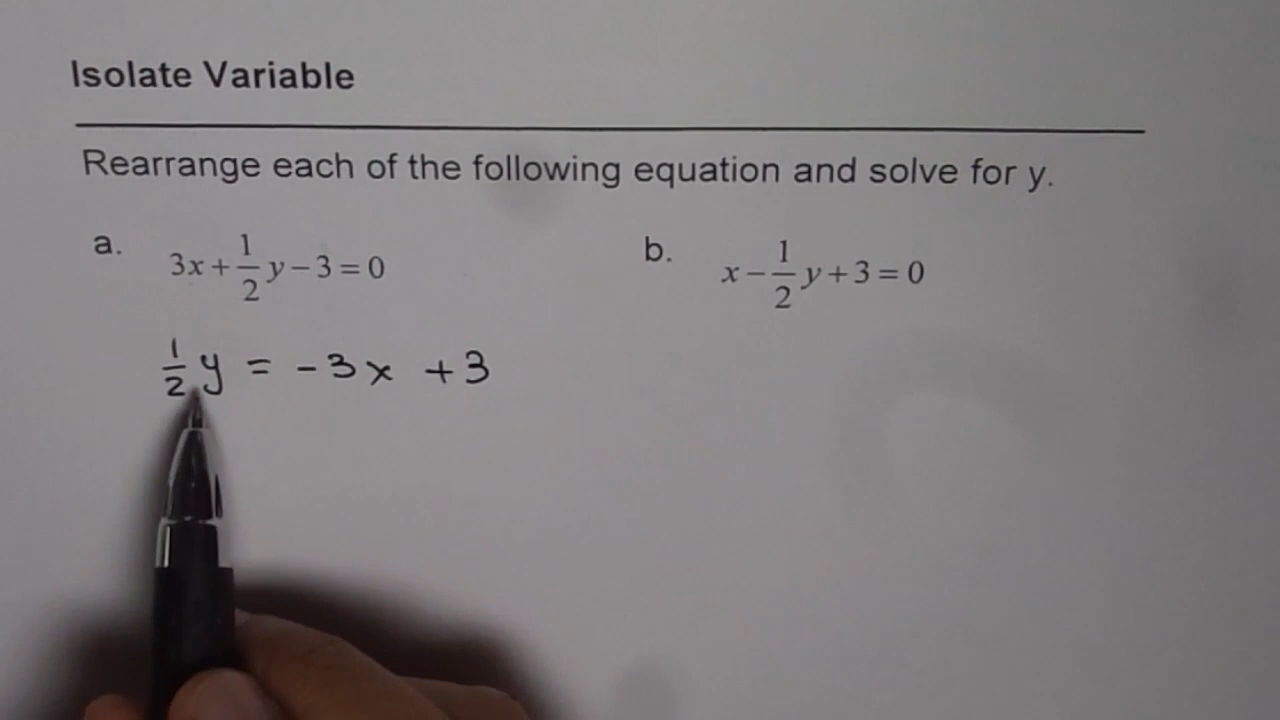 Isolate Variable
Rearrange each of the following equation and solve for y.
a. 3x + 1/2 y − 3 = 0
b. x − 1/2 y + 3 = 0
1/2 y = -3x +3